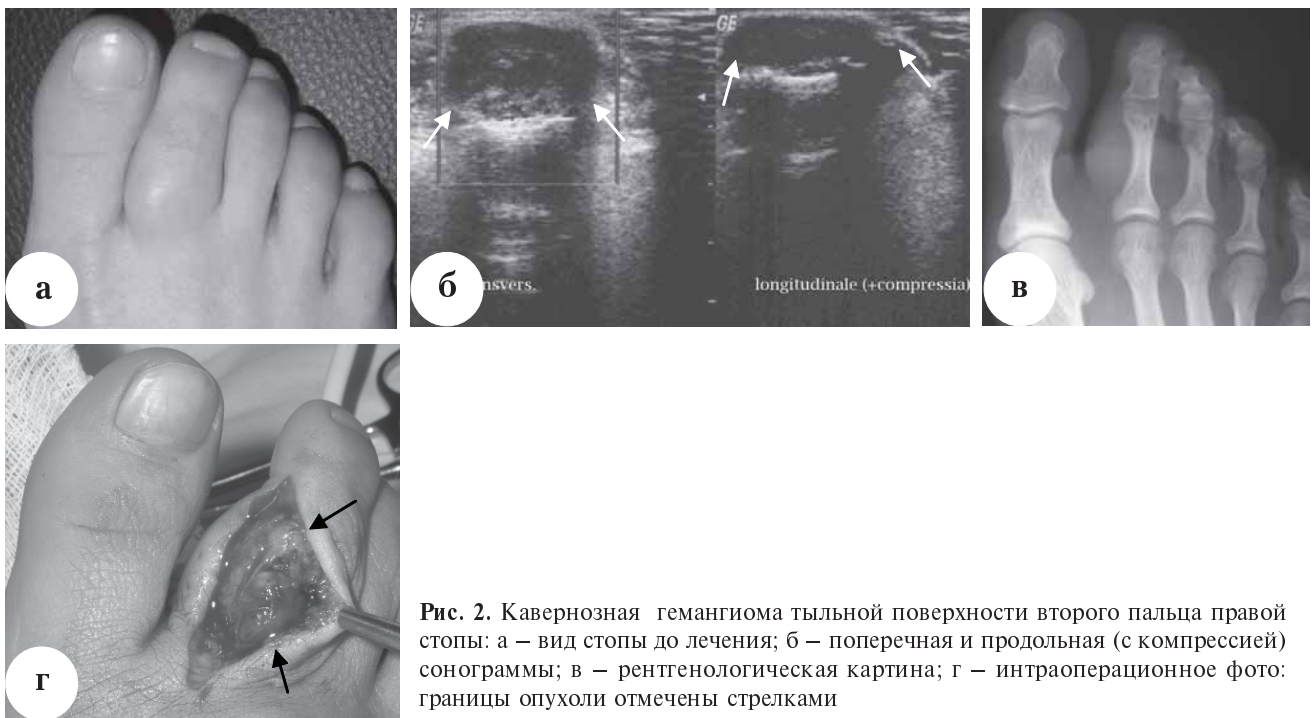 а
GE
nsvers.
б
GE
longitudinale (+compressia)
в
г
Рис. 2. Кавернозная гемангиома тыльной поверхности второго пальца правой
стопы: а – вид стопы до лечения; б – поперечная и продольная (с компрессией)
сонограммы; в – рентгенологическая картина; г – интраоперационное фото:
границы опухоли отмечены стрелками